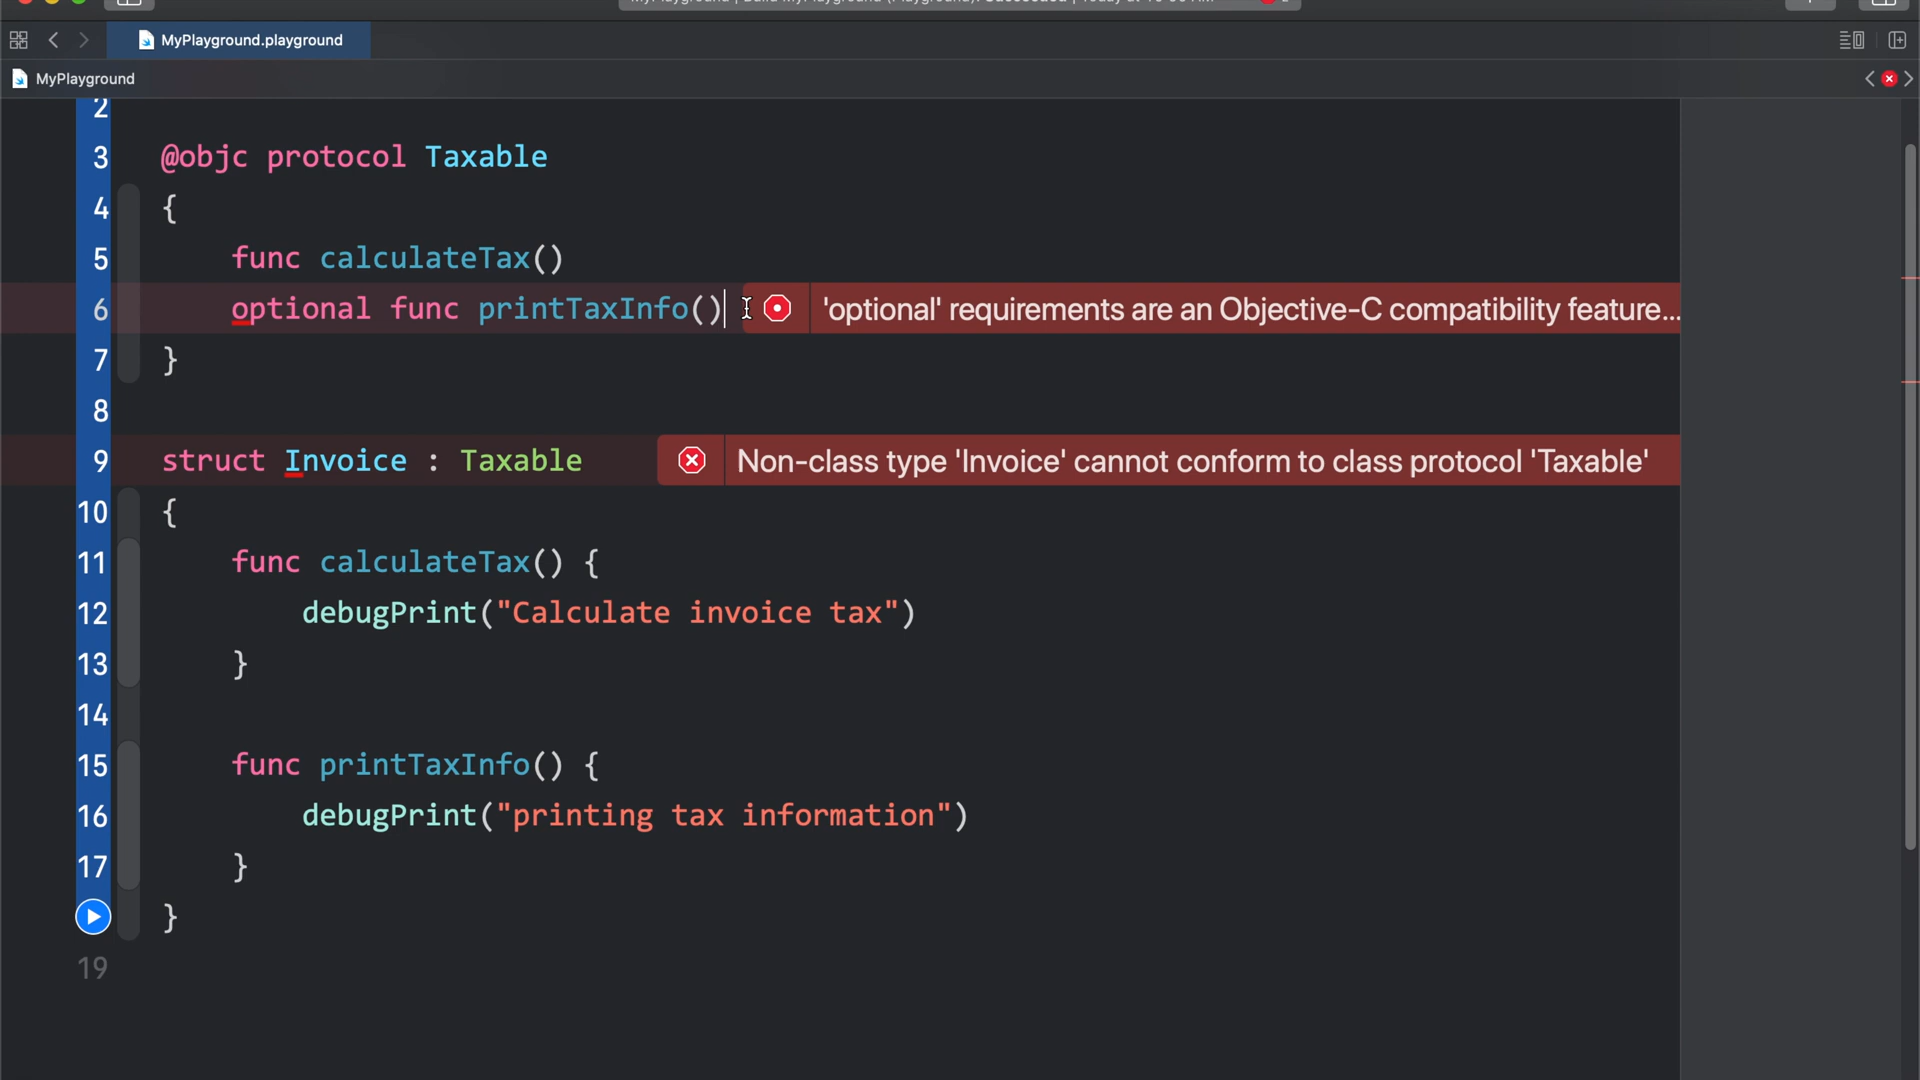 MyPlayground.playground
MyPlayground
2
3 @objc protocol Taxable
4 {
5 func calculateTax()
6 optional func printTaxInfo() 'optional' requirements are an Objective-C compatibility feature...
7 }
8
9 struct Invoice : Taxable Non-class type 'Invoice' cannot conform to class protocol 'Taxable'
10 {
11 func calculateTax() {
12 debugPrint("Calculate invoice tax")
13 }
14
15 func printTaxInfo() {
16 debugPrint("printing tax information")
17 }
}
19